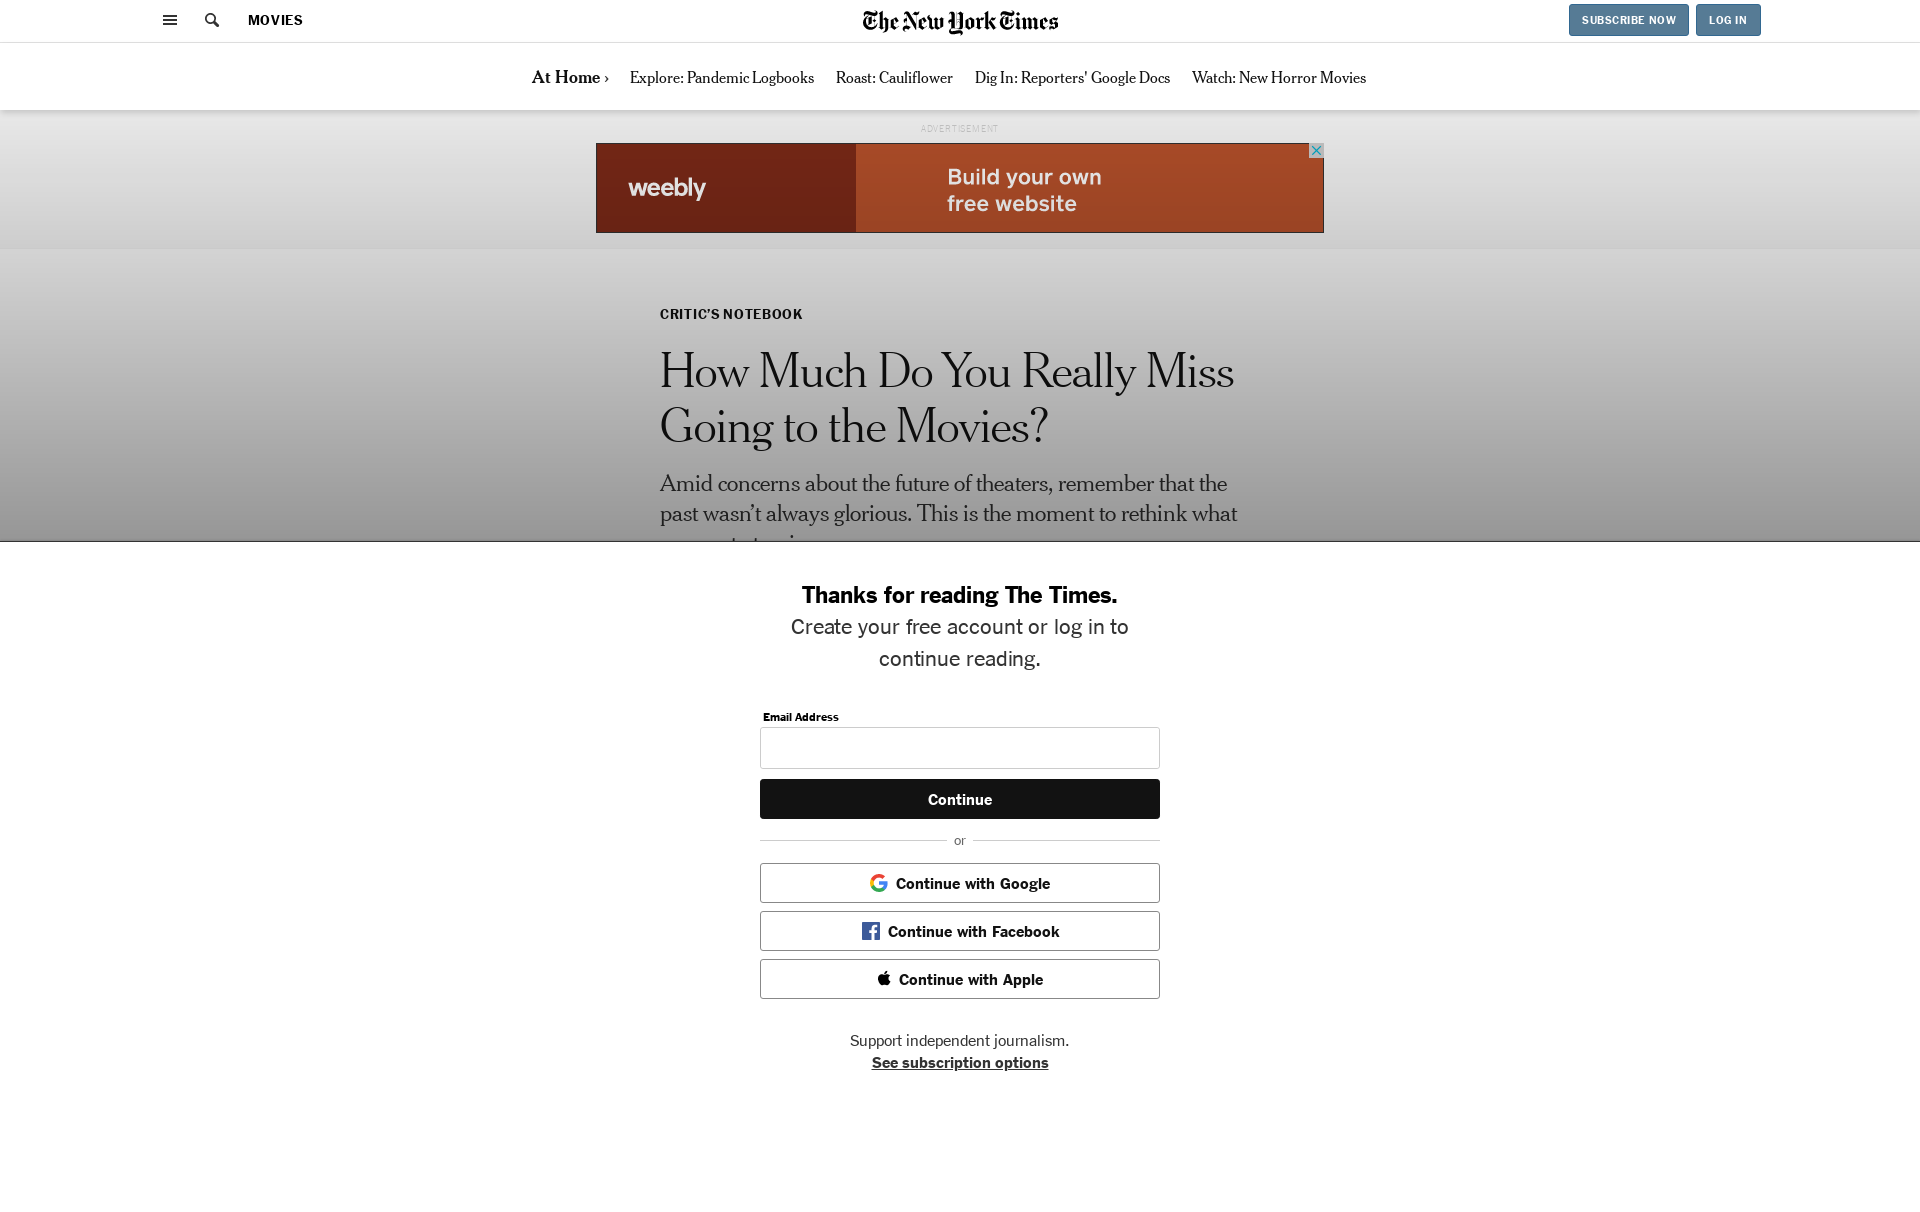 MOVIES
The New York Times
SUBSCRIBE NOW
LOG IN
At Home ›
Explore: Pandemic Logbooks
Roast: Cauliflower
Dig In: Reporters' Google Docs
Watch: New Horror Movies
ADVERTISEMENT
weebly
Build your own
free website
CRITIC’S NOTEBOOK
How Much Do You Really Miss
Going to the Movies?
Amid concerns about the future of theaters, remember that the
past wasn’t always glorious. This is the moment to rethink what
Thanks for reading The Times.
Create your free account or log in to
continue reading.
Email Address
Continue
or
Continue with Google
Continue with Facebook
Continue with Apple
Support independent journalism.
See subscription options